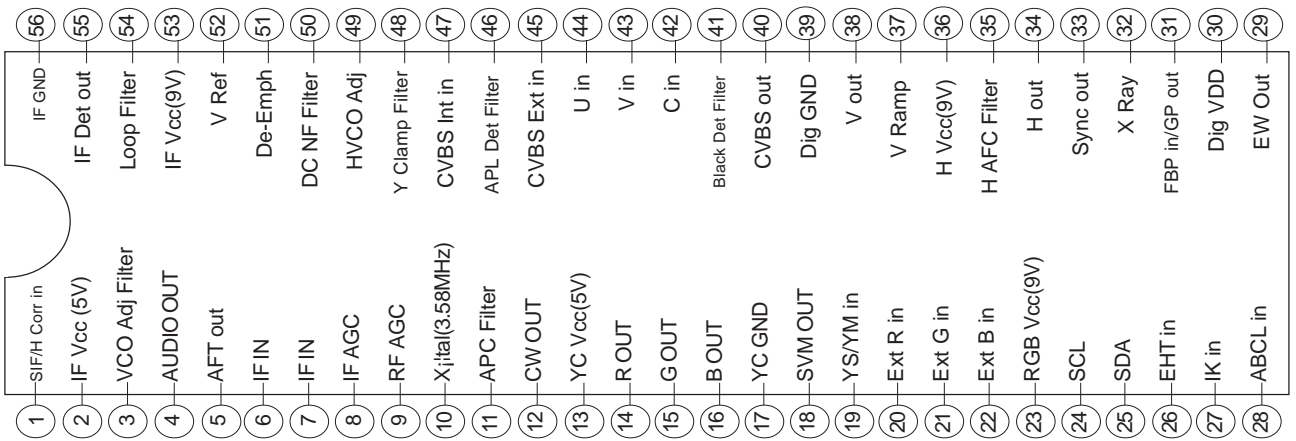 56 IF GND
55 IF Det out
54 Loop Filter
53 IF Vcc(9V)
52 V Ref
51 De-Emph
50 DC NF Filter
49 HVCO Adj
48 Y Clamp Filter
47 CVBS Int in
46 APL Det Filter
45 CVBS Ext in
44 U in
43 V in
42 C in
41 Black Det Filter
40 CVBS out
39 Dig GND
38 V out
37 V Ramp
36 H Vcc(9V)
35 H AFC Filter
34 H out
33 Sync out
32 X Ray
31 FBP in/GP out
30 Dig VDD
29 EW Out
1 SIF/H Corr in
2 IF Vcc (5V)
3 VCO Adj Filter
4 AUDIO OUT
5 AFT out
6 IF IN
7 IF IN
8 IF AGC
9 RF AGC
10 X¡¦tal(3.58MHz)
11 APC Filter
12 CW OUT
13 YC Vcc(5V)
14 R OUT
15 G OUT
16 B OUT
17 YC GND
18 SVM OUT
19 YS/YM in
20 Ext R in
21 Ext G in
22 Ext B in
23 RGB Vcc(9V)
24 SCL
25 SDA
26 EHT in
27 IK in
28 ABCL in